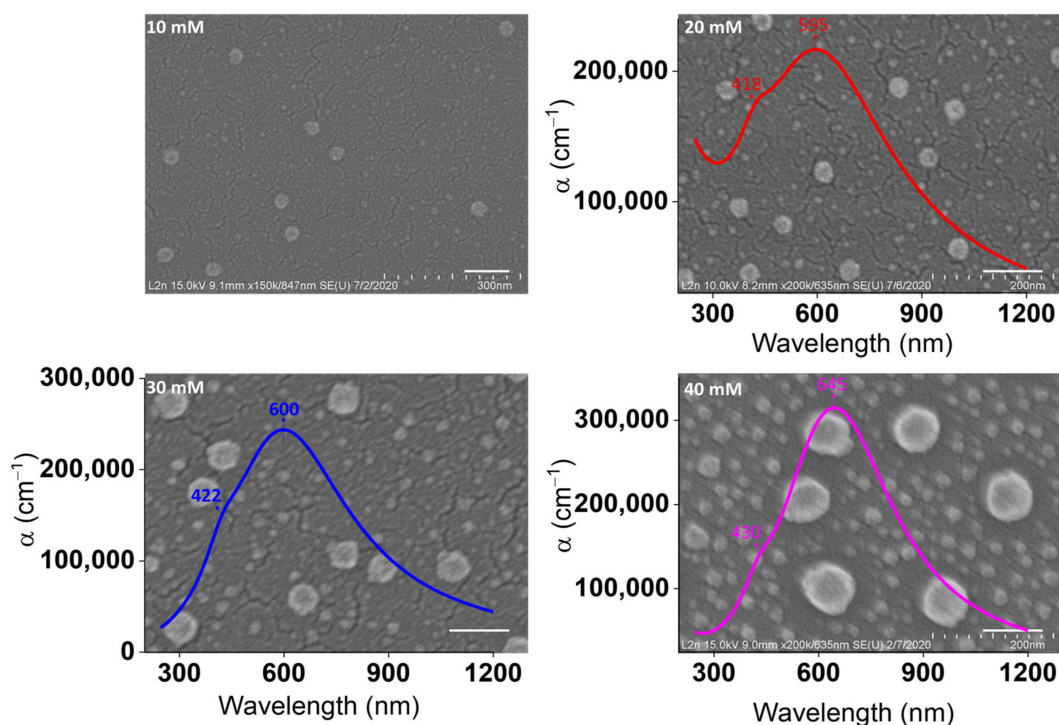 10 mM
L2n 15.0kV 9.1mm x150k/847nm SE(U) 7/2/2020
300nm
20 mM
595
418
200,000
100,000
α (cm⁻¹)
L2n 10.0kV 8.2mm x200k/635nm SE(U) 7/6/2020
200nm
300 600 900 1200
Wavelength (nm)
30 mM
600
422
300,000
200,000
100,000
0
α (cm⁻¹)
300 600 900 1200
Wavelength (nm)
40 mM
645
430
300,000
200,000
100,000
α (cm⁻¹)
L2n 15.0kV 9.0mm x200k/635nm SE(U) 2/7/2020
200nm
300 600 900 1200
Wavelength (nm)